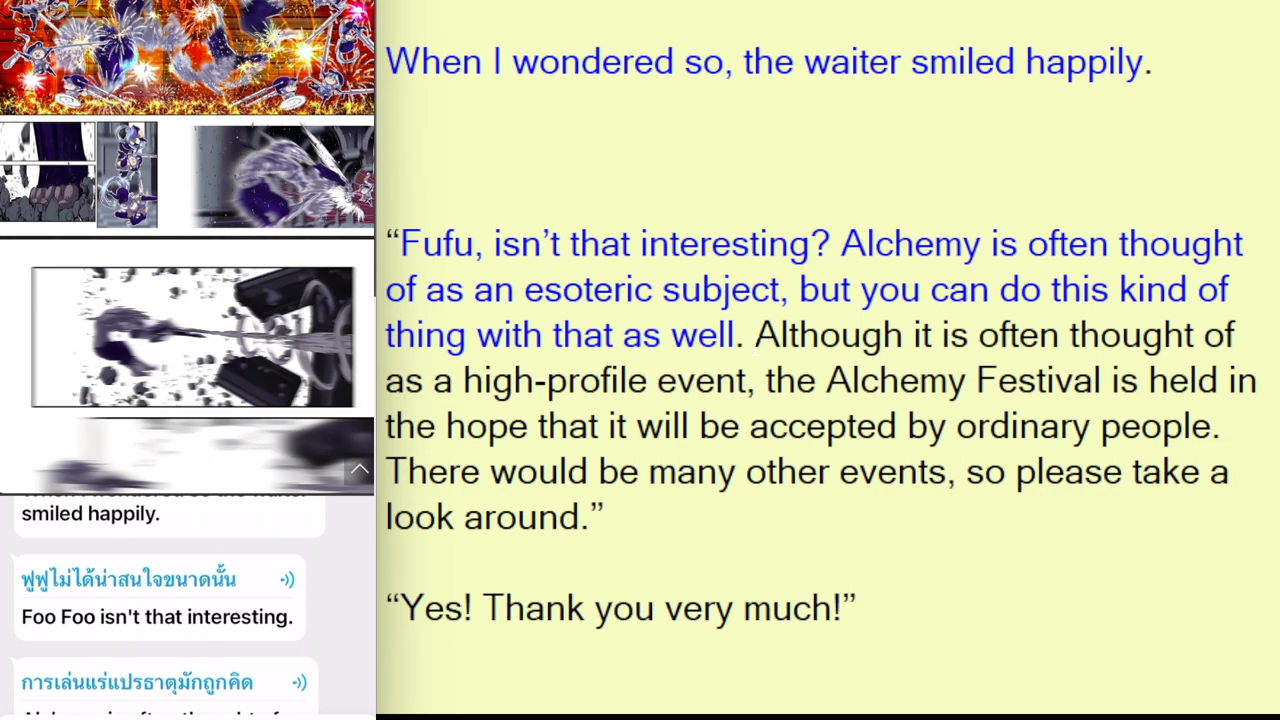 When I wondered so, the waiter smiled happily.
“Fufu, isn’t that interesting? Alchemy is often thought
of as an esoteric subject, but you can do this kind of
thing with that as well. Although it is often thought of
as a high-profile event, the Alchemy Festival is held in
the hope that it will be accepted by ordinary people.
There would be many other events, so please take a
look around.”
“Yes! Thank you very much!”
smiled happily.
ฟูฟูไม่ได้น่าสนใจขนาดนั้น
Foo Foo isn't that interesting.
การเล่นแร่แปรธาตุมักถูกคิด